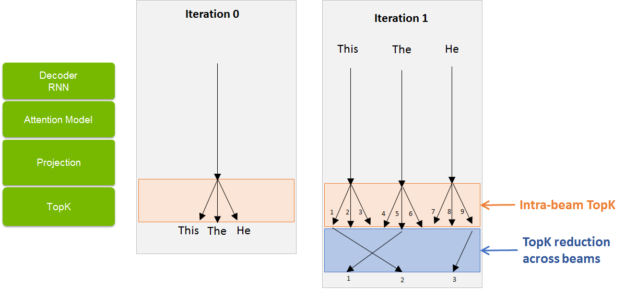 Iteration 0
Iteration 1
This The He
Decoder
RNN
Attention Model
Projection
TopK
This The He
1 2 3 4 5 6 7 8 9
Intra-beam TopK
TopK reduction
across beams
1 2 3